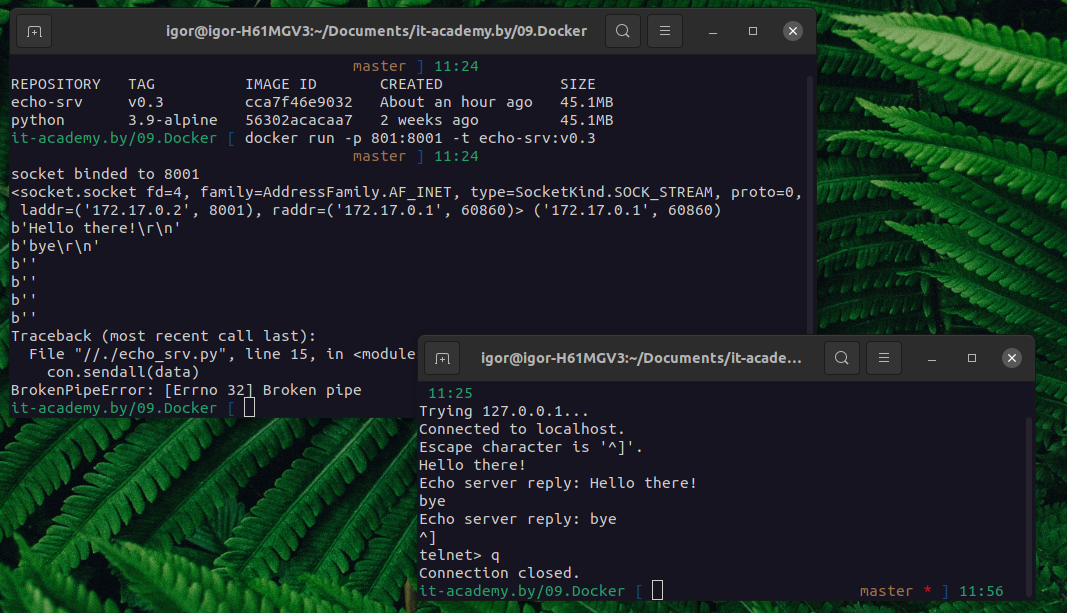 igor@igor-H61MGV3:~/Documents/it-academy.by/09.Docker
master ] 11:24
REPOSITORY TAG IMAGE ID CREATED SIZE
echo-srv v0.3 cca7f46e9032 About an hour ago 45.1MB
python 3.9-alpine 56302acacaa7 2 weeks ago 45.1MB
it-academy.by/09.Docker [ docker run -p 801:8001 -t echo-srv:v0.3
master ] 11:24
socket binded to 8001
<socket.socket fd=4, family=AddressFamily.AF_INET, type=SocketKind.SOCK_STREAM, proto=0,
laddr=('172.17.0.2', 8001), raddr=('172.17.0.1', 60860)> ('172.17.0.1', 60860)
b'Hello there!\r\n'
b'bye\r\n'
b''
b''
b''
b''
Traceback (most recent call last):
File "//./echo_srv.py", line 15, in <module
con.sendall(data)
BrokenPipeError: [Errno 32] Broken pipe
it-academy.by/09.Docker [
igor@igor-H61MGV3:~/Documents/it-acade...
11:25
Trying 127.0.0.1...
Connected to localhost.
Escape character is '^]'.
Hello there!
Echo server reply: Hello there!
bye
Echo server reply: bye
^]
telnet> q
Connection closed.
it-academy.by/09.Docker [ master * ] 11:56